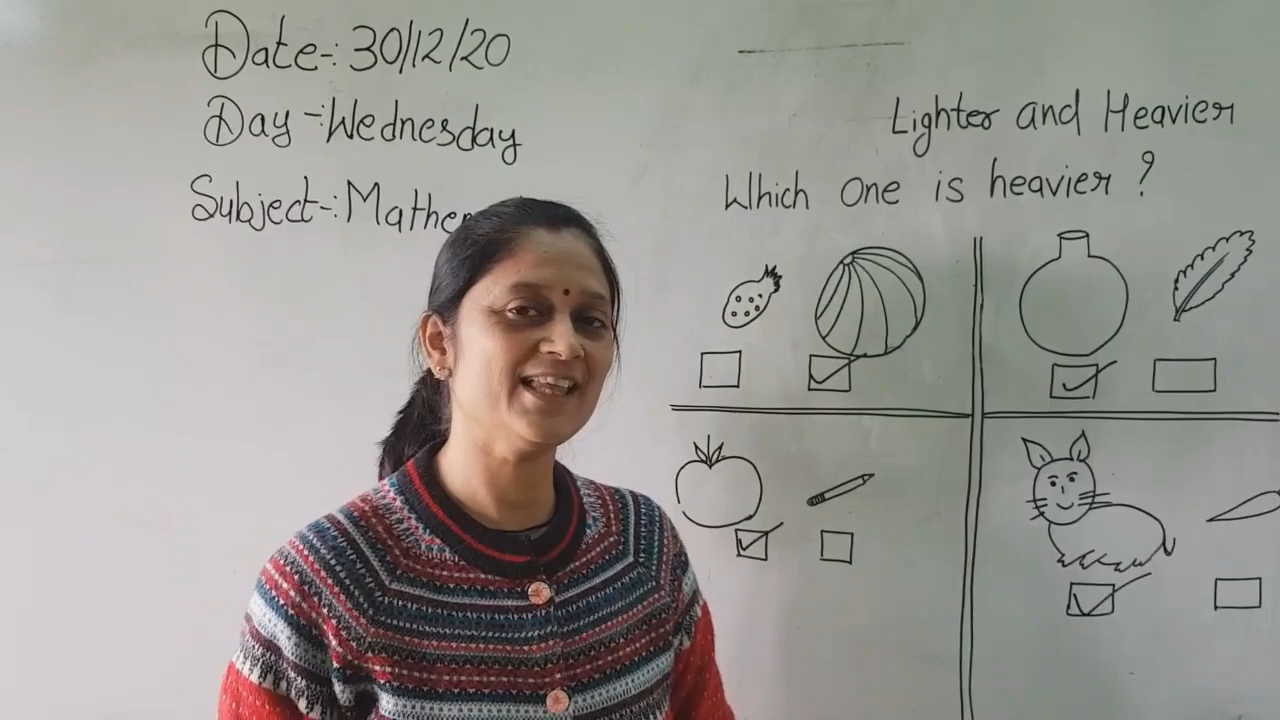 Date-: 30/12/20
Day-: Wednesday
Subject-: Mathe
Lighter and Heavier
Which one is heavier ?